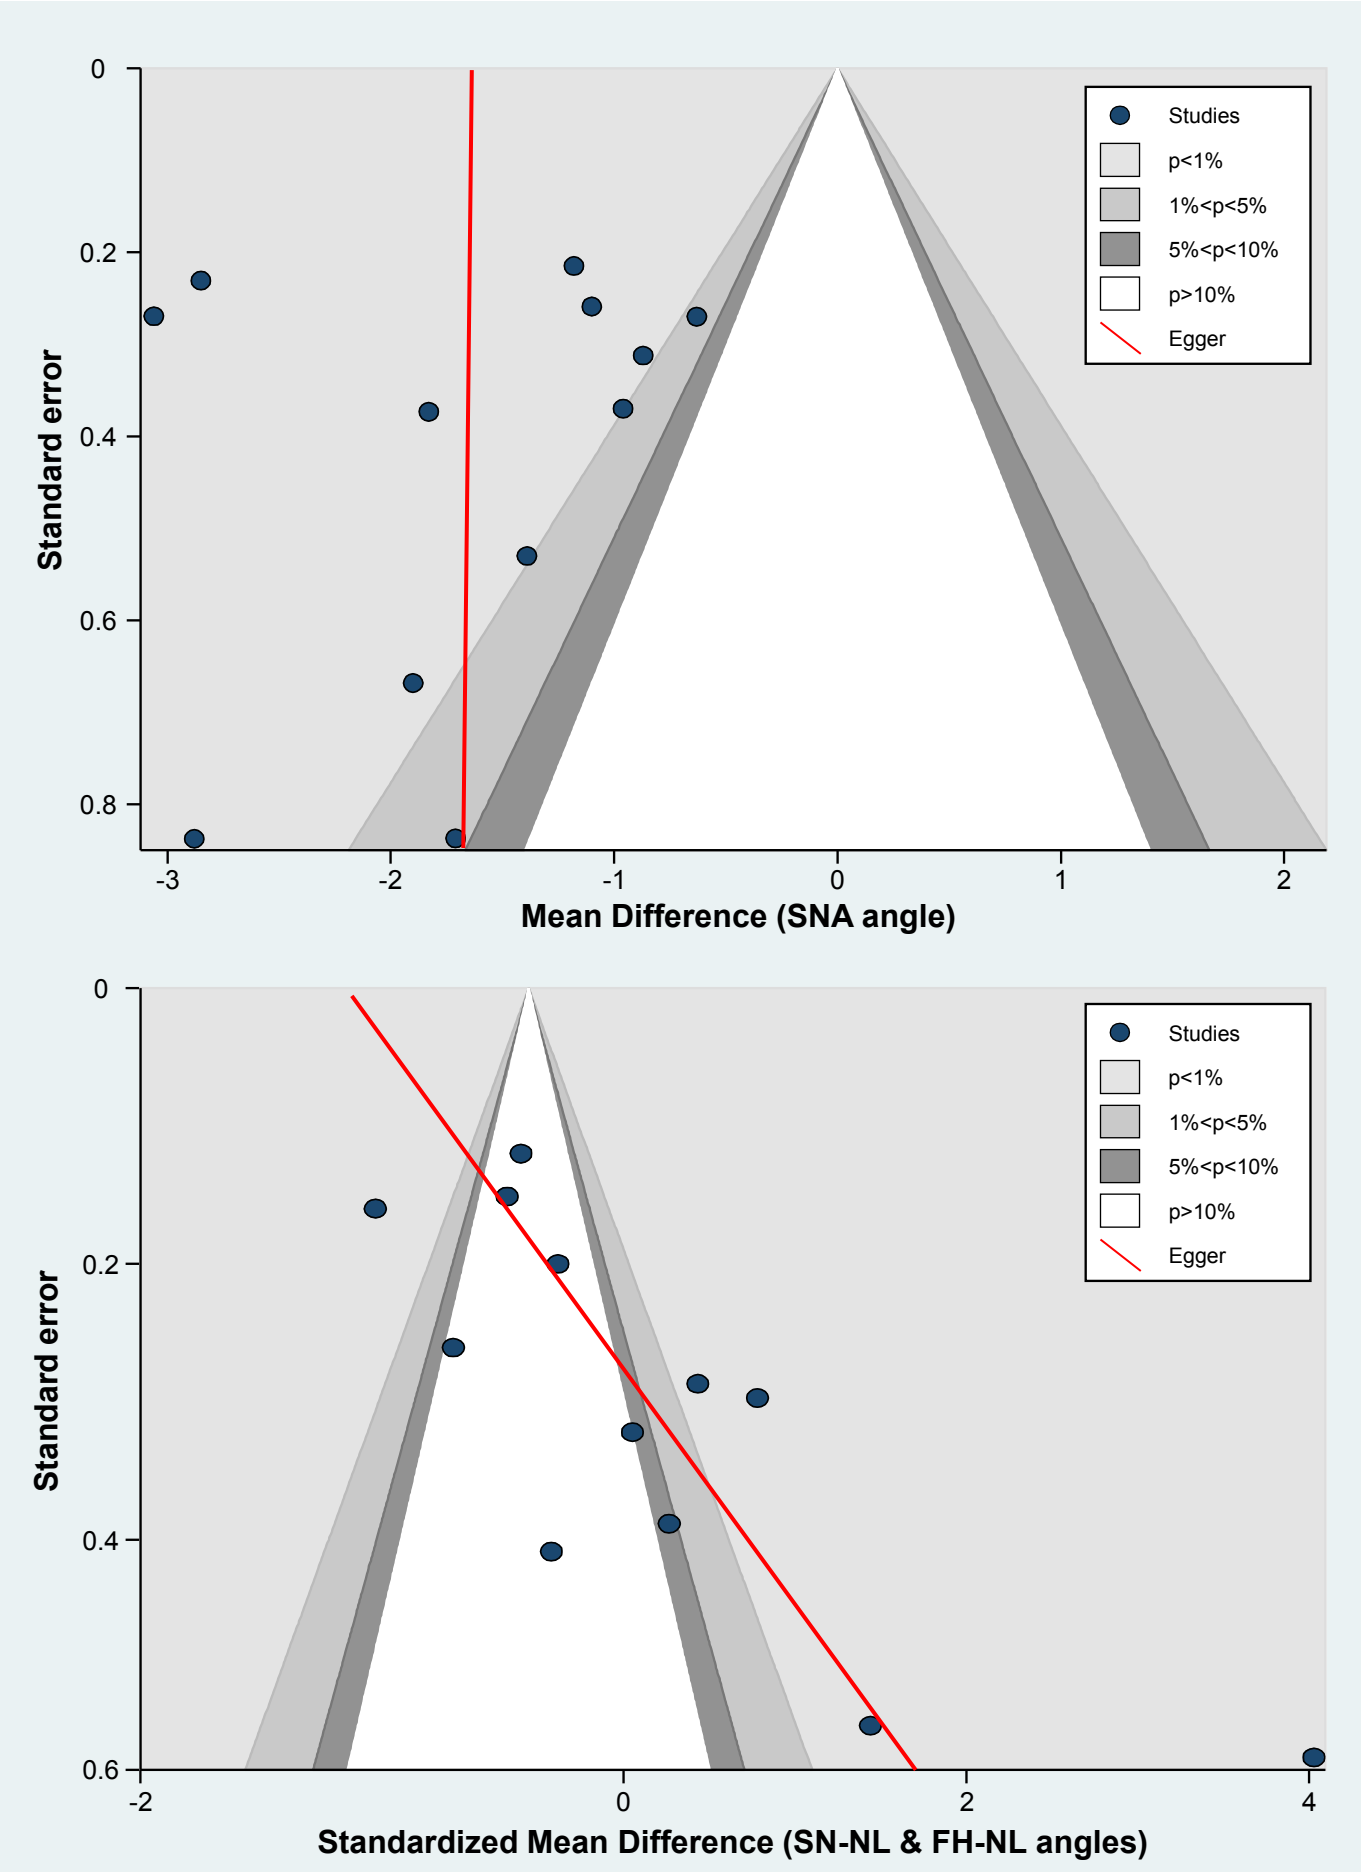 0
0.2
0.4
0.6
0.8
Standard error
Studies
p<1%
1%<p<5%
5%<p<10%
p>10%
Egger
-3 -2 -1 0 1 2
Mean Difference (SNA angle)
0
0.2
0.4
0.6
Standard error
Studies
p<1%
1%<p<5%
5%<p<10%
p>10%
Egger
-2 0 2 4
Standardized Mean Difference (SN-NL & FH-NL angles)